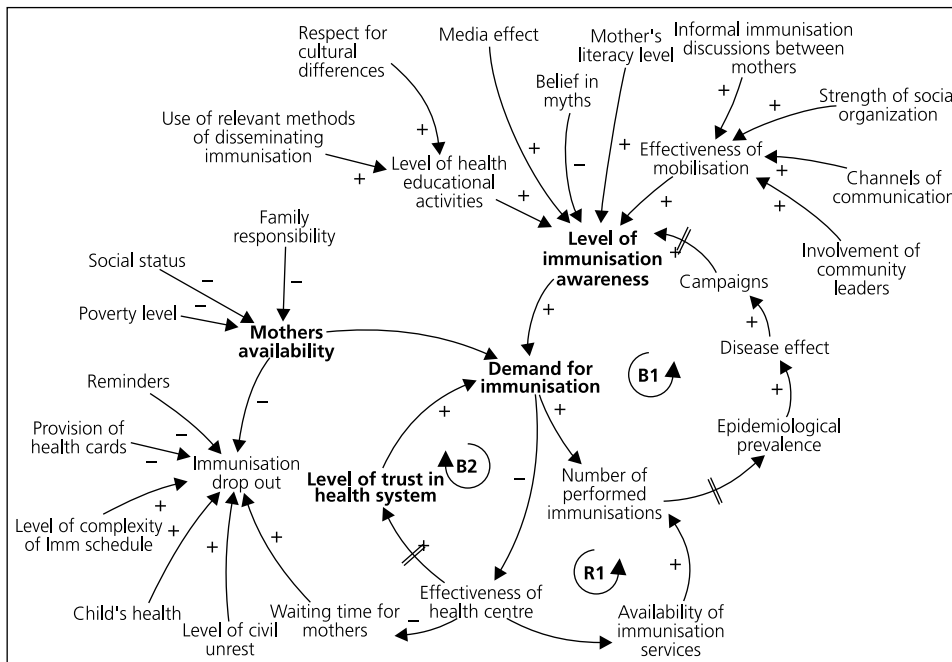 Respect for
cultural
differences
Media effect
Mother's
literacy level
Informal immunisation
discussions between
mothers
Belief in
myths
Strength of social
organization
Use of relevant methods
of disseminating
immunisation
+
+
+
+
+
−
+
+
+
+
+
Level of health
educational
activities
Effectiveness of
mobilisation
Channels of
communication
+
Family
responsibility
Level of
immunisation
awareness
Involvement of
community
leaders
Social status
−
−
+
Campaigns
Poverty level
−
Mothers
availability
+
+
Disease effect
Demand for
immunisation
B1
Reminders
−
+
+
+
Epidemiological
prevalence
Provision of
health cards
−
−
Immunisation
drop out
Level of trust in
health system
B2
−
Number of
performed
immunisations
Level of complexity
of Imm schedule
+
+
+
+
+
R1
+
Child's health
Level of civil
unrest
Waiting time for
mothers
−
Effectiveness of
health centre
Availability of
immunisation
services